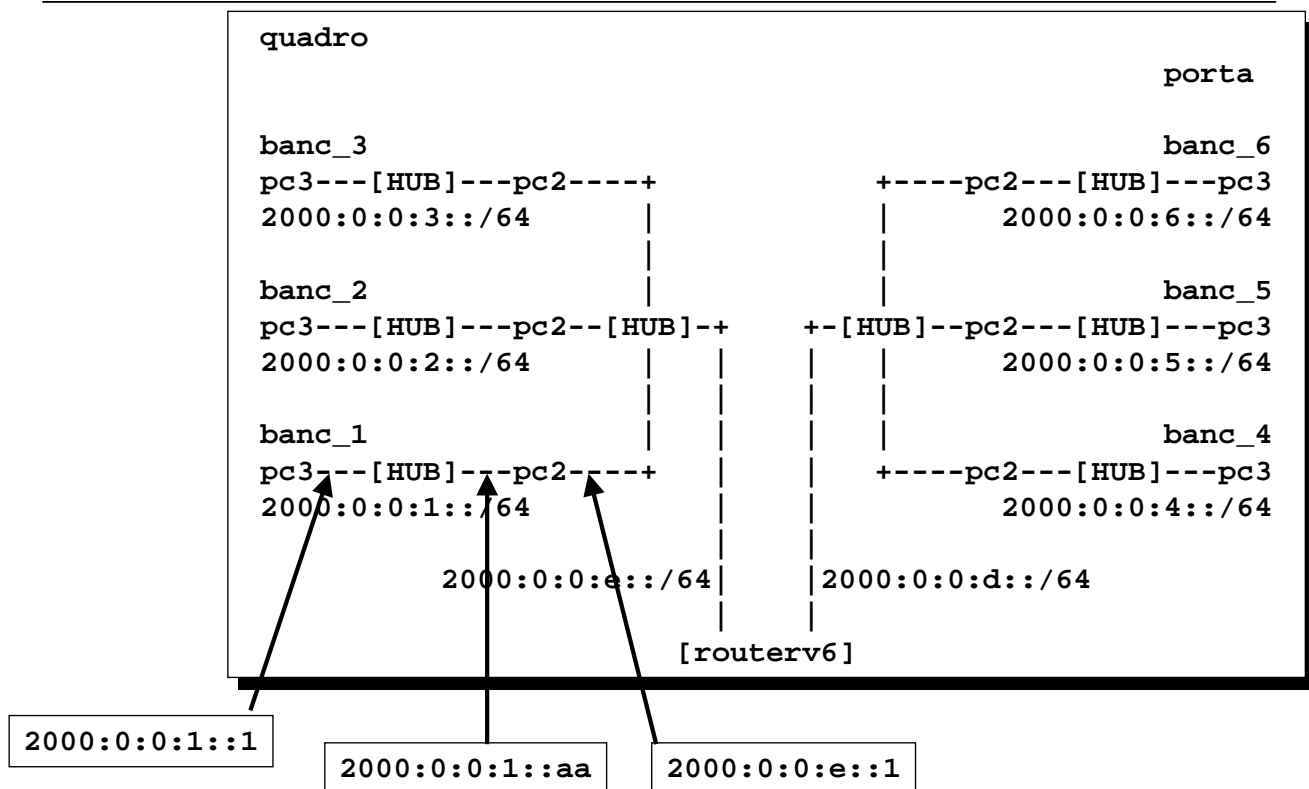 quadro
porta
banc_3 banc_6
pc3---[HUB]---pc2----+ +----pc2---[HUB]---pc3
2000:0:0:3::/64 | | 2000:0:0:6::/64
| |
banc_2 | | banc_5
pc3---[HUB]---pc2--[HUB]-+ +-[HUB]--pc2---[HUB]---pc3
2000:0:0:2::/64 | | | | 2000:0:0:5::/64
| | | |
banc_1 | | | | banc_4
pc3---[HUB]---pc2----+ | | +----pc2---[HUB]---pc3
2000:0:0:1::/64 | | 2000:0:0:4::/64
| |
2000:0:0:e::/64| |2000:0:0:d::/64
| |
[routerv6]
2000:0:0:1::1
2000:0:0:1::aa 2000:0:0:e::1